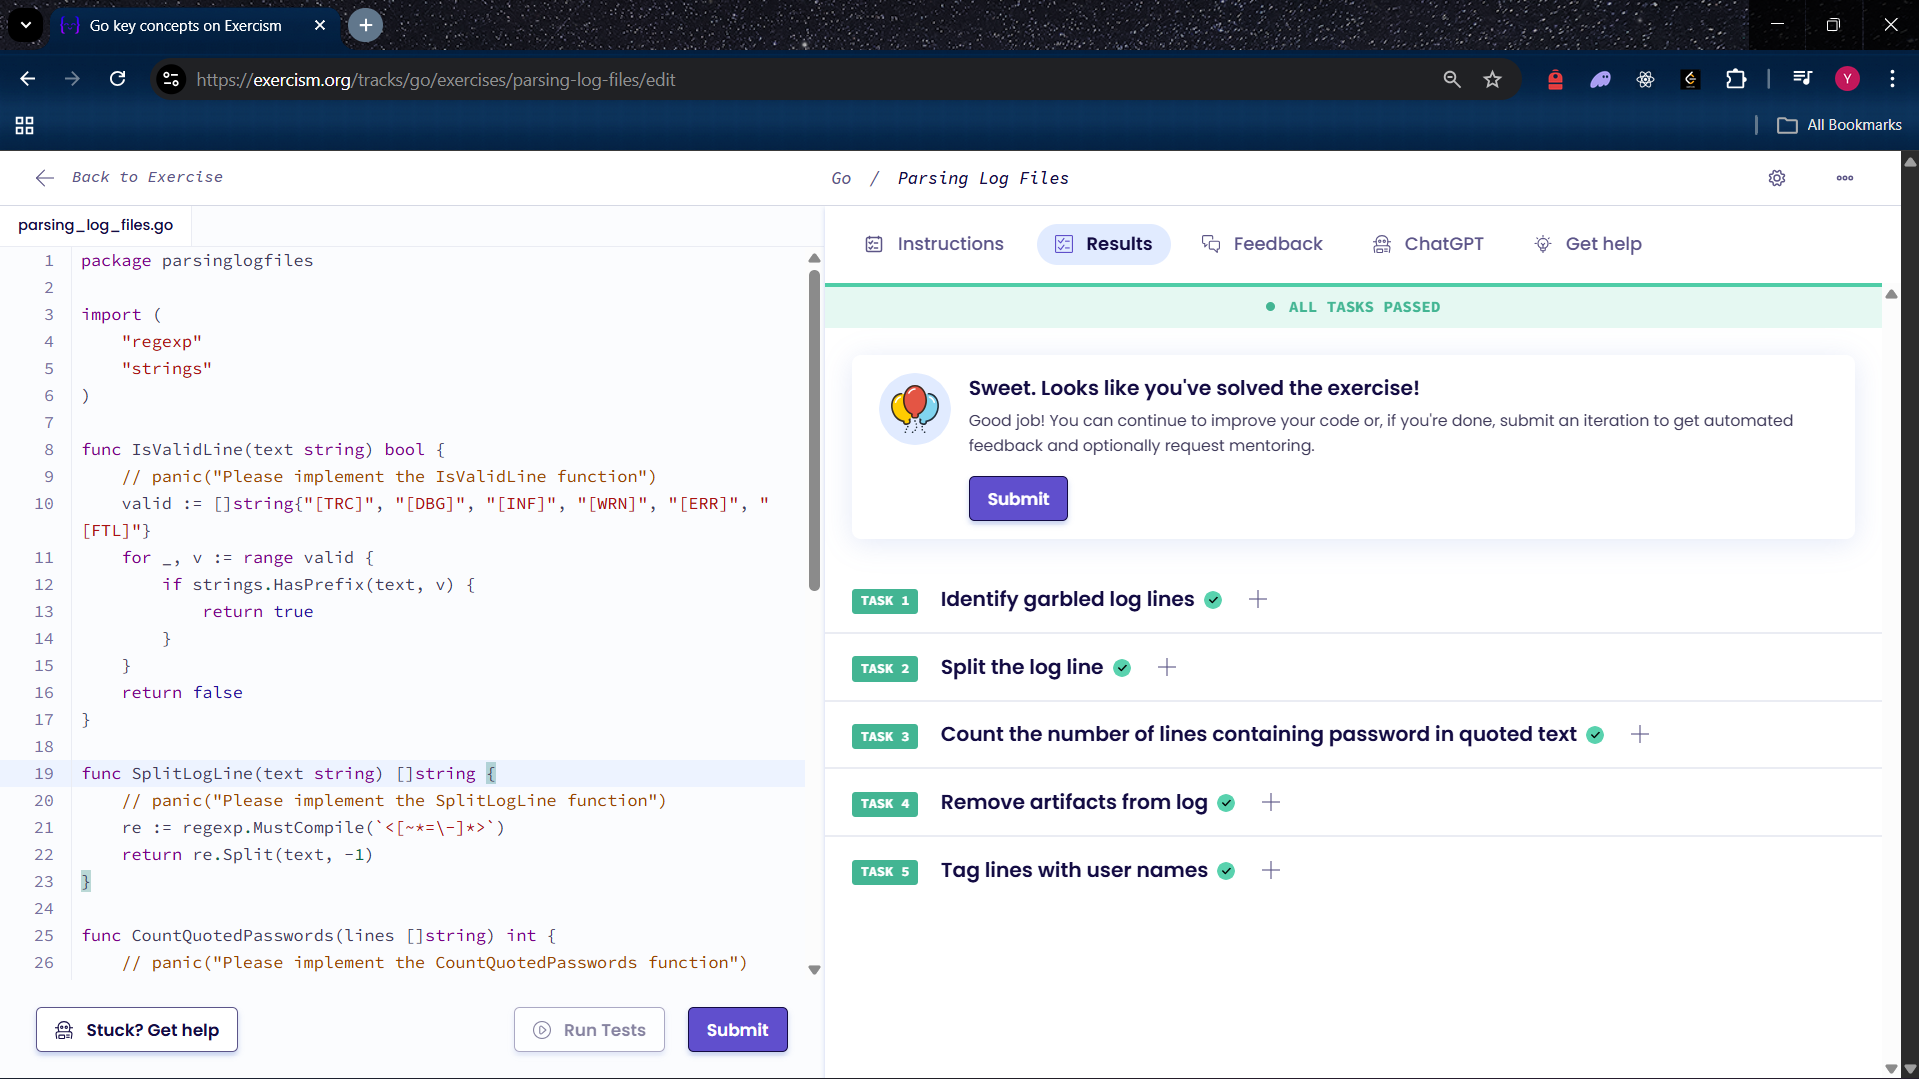 Go key concepts on Exercism
https://exercism.org/tracks/go/exercises/parsing-log-files/edit
Y
All Bookmarks
Back to Exercise
Go / Parsing Log Files
parsing_log_files.go
1 package parsinglogfiles
2
3 import (
4 "regexp"
5 "strings"
6 )
7
8 func IsValidLine(text string) bool {
9 // panic("Please implement the IsValidLine function")
10 valid := []string{"[TRC]", "[DBG]", "[INF]", "[WRN]", "[ERR]", "
[FTL]"}
11 for _, v := range valid {
12 if strings.HasPrefix(text, v) {
13 return true
14 }
15 }
16 return false
17 }
18
19 func SplitLogLine(text string) []string {
20 // panic("Please implement the SplitLogLine function")
21 re := regexp.MustCompile(`<[~*=\-]*>`)
22 return re.Split(text, -1)
23 }
24
25 func CountQuotedPasswords(lines []string) int {
26 // panic("Please implement the CountQuotedPasswords function")
Stuck? Get help
Run Tests
Submit
Instructions
Results
Feedback
ChatGPT
Get help
ALL TASKS PASSED
Sweet. Looks like you've solved the exercise!
Good job! You can continue to improve your code or, if you're done, submit an iteration to get automated
feedback and optionally request mentoring.
Submit
TASK 1 Identify garbled log lines
TASK 2 Split the log line
TASK 3 Count the number of lines containing password in quoted text
TASK 4 Remove artifacts from log
TASK 5 Tag lines with user names